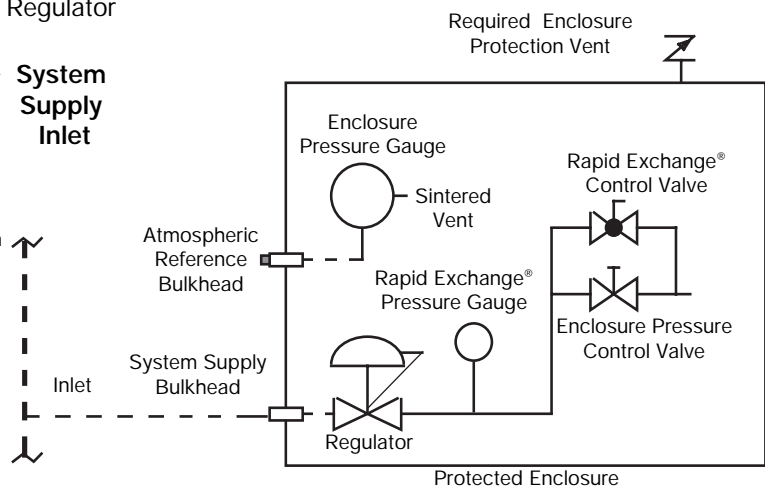 Regulator
System
Supply
Inlet
Required Enclosure
Protection Vent
Enclosure
Pressure Gauge
Sintered
Vent
Rapid Exchange®
Control Valve
Atmospheric
Reference
Bulkhead
Rapid Exchange®
Pressure Gauge
Enclosure Pressure
Control Valve
System Supply
Bulkhead
Inlet
Regulator
Protected Enclosure